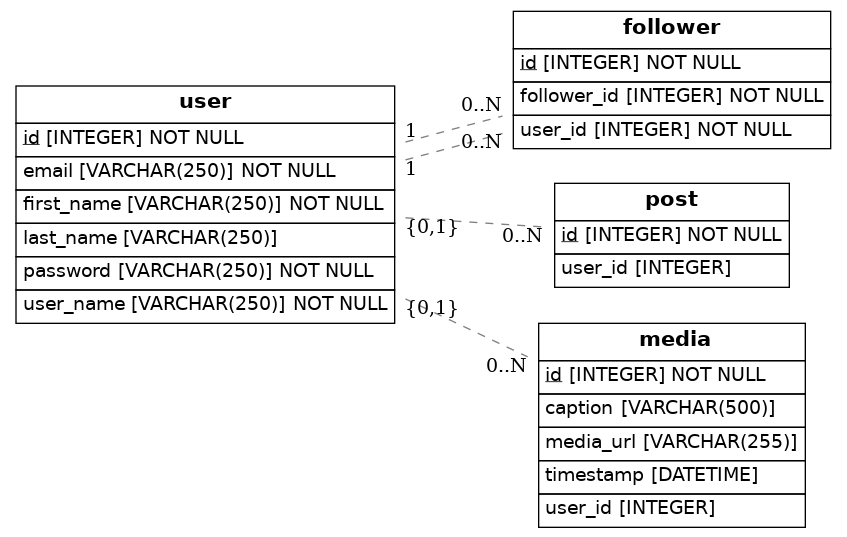 user
id [INTEGER] NOT NULL
email [VARCHAR(250)] NOT NULL
first_name [VARCHAR(250)] NOT NULL
last_name [VARCHAR(250)]
password [VARCHAR(250)] NOT NULL
user_name [VARCHAR(250)] NOT NULL
1
0..N
1
0..N
{0,1}
0..N
{0,1}
0..N
follower
id [INTEGER] NOT NULL
follower_id [INTEGER] NOT NULL
user_id [INTEGER] NOT NULL
post
id [INTEGER] NOT NULL
user_id [INTEGER]
media
id [INTEGER] NOT NULL
caption [VARCHAR(500)]
media_url [VARCHAR(255)]
timestamp [DATETIME]
user_id [INTEGER]